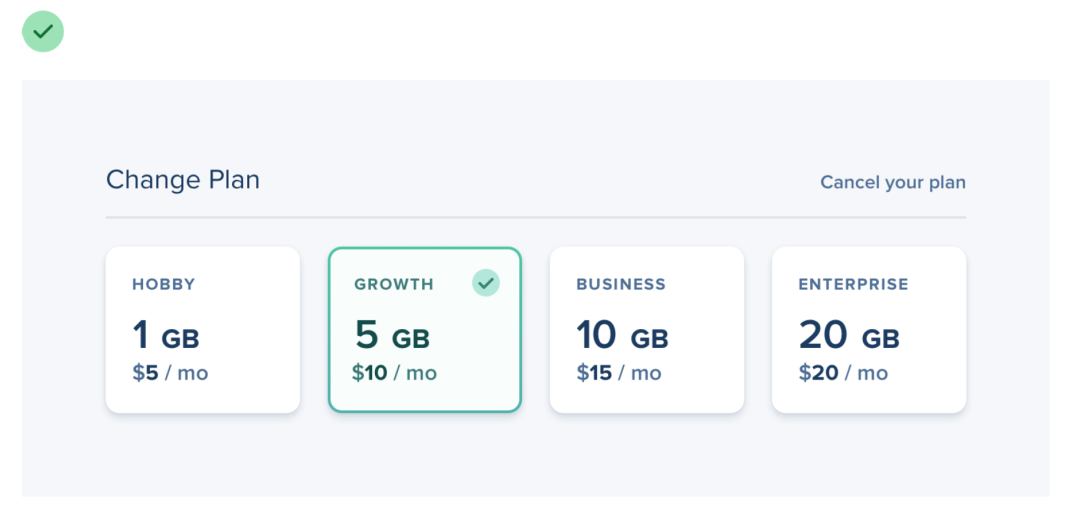 Change Plan
Cancel your plan
HOBBY
1 GB
$5 / mo
GROWTH
5 GB
$10 / mo
BUSINESS
10 GB
$15 / mo
ENTERPRISE
20 GB
$20 / mo